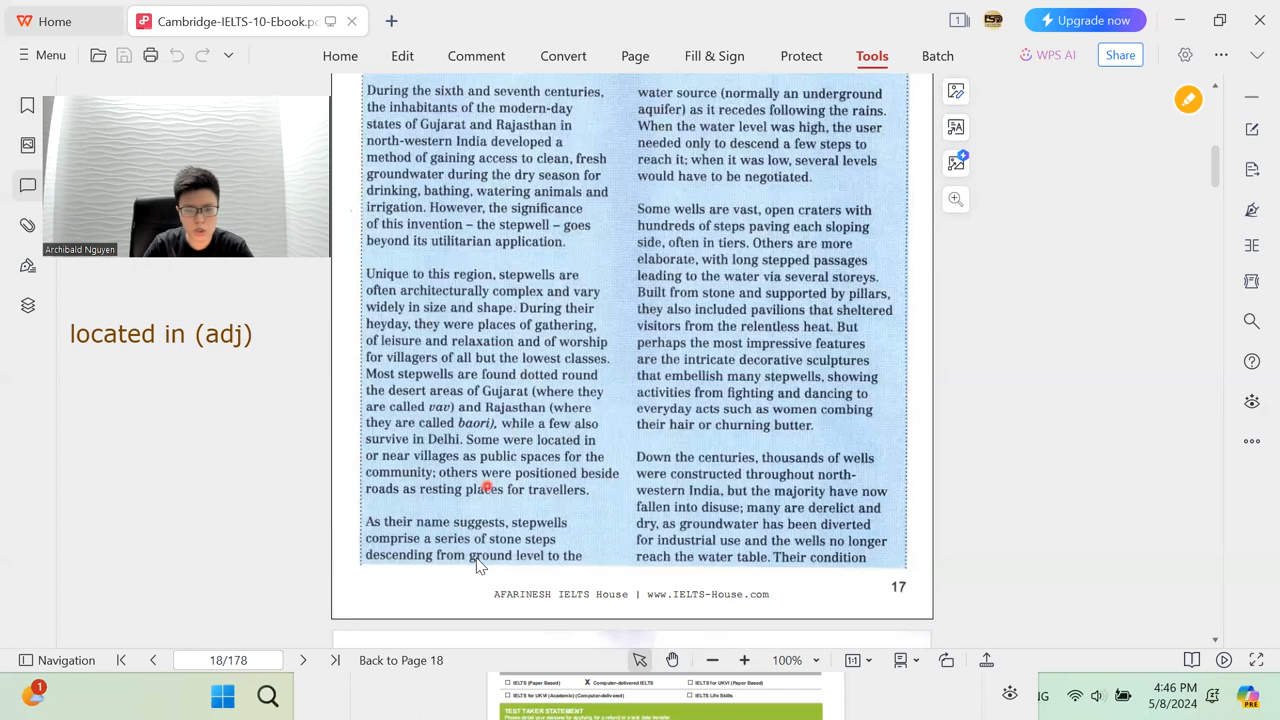 Home
Cambridge-IELTS-10-Ebook.p
Upgrade now
Menu
Home
Edit
Comment
Convert
Page
Fill & Sign
Protect
Tools
Batch
WPS AI
Share
Archibald Nguyen
located in (adj)
During the sixth and seventh centuries,
the inhabitants of the modern-day
states of Gujarat and Rajasthan in
north-western India developed a
method of gaining access to clean, fresh
groundwater during the dry season for
drinking, bathing, watering animals and
irrigation. However, the significance
of this invention – the stepwell – goes
beyond its utilitarian application.
Unique to this region, stepwells are
often architecturally complex and vary
widely in size and shape. During their
heyday, they were places of gathering,
of leisure and relaxation and of worship
for villagers of all but the lowest classes.
Most stepwells are found dotted round
the desert areas of Gujarat (where they
are called vav) and Rajasthan (where
they are called baori), while a few also
survive in Delhi. Some were located in
or near villages as public spaces for the
community; others were positioned beside
roads as resting places for travellers.
As their name suggests, stepwells
comprise a series of stone steps
descending from ground level to the
water source (normally an underground
aquifer) as it recedes following the rains.
When the water level was high, the user
needed only to descend a few steps to
reach it; when it was low, several levels
would have to be negotiated.
Some wells are vast, open craters with
hundreds of steps paving each sloping
side, often in tiers. Others are more
elaborate, with long stepped passages
leading to the water via several storeys.
Built from stone and supported by pillars,
they also included pavilions that sheltered
visitors from the relentless heat. But
perhaps the most impressive features
are the intricate decorative sculptures
that embellish many stepwells, showing
activities from fighting and dancing to
everyday acts such as women combing
their hair or churning butter.
Down the centuries, thousands of wells
were constructed throughout north-
western India, but the majority have now
fallen into disuse; many are derelict and
dry, as groundwater has been diverted
for industrial use and the wells no longer
reach the water table. Their condition
17
AFARINESH IELTS House | www.IELTS-House.com
Navigation
18/178
Back to Page 18
100%
1:1
IELTS (Paper Based)
X Computer-delivered IELTS
IELTS for UKVI (Paper Based)
IELTS for UKVI (Academic) (Computer-delivered)
IELTS Life Skills
TEST TAKER STATEMENT
NG
4:46 PM
5/8/2024
PRE